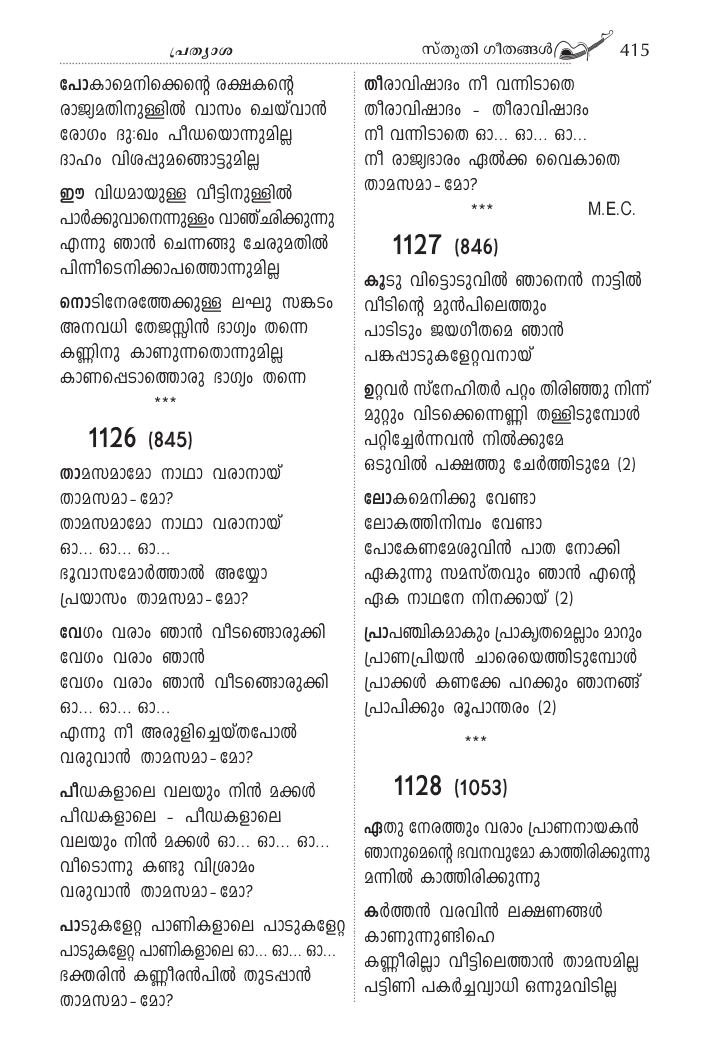 പ്രത്യാശ
സ്തുതി ഗീതങ്ങൾ 415
പോകാമെനിക്കെന്റെ രക്ഷകന്റെ
രാജ്യമതിനുള്ളിൽ വാസം ചെയ്‌വാൻ
രോഗം ദുഃഖം പീഡയൊന്നുമില്ല
ദാഹം വിശപ്പുമങ്ങൊട്ടുമില്ല
ഈ വിധമായുള്ള വീട്ടിനുള്ളിൽ
പാർക്കുവാനെന്നുള്ളം വാഞ്ഛിക്കുന്നു
എന്നു ഞാൻ ചെന്നങ്ങു ചേരുമതിൽ
പിന്നീടെനിക്കാപത്തൊന്നുമില്ല
നൊടിനേരത്തേക്കുള്ള ലഘു സങ്കടം
അനവധി തേജസ്സിൻ ഭാഗ്യം തന്നെ
കണ്ണിനു കാണുന്നതൊന്നുമില്ല
കാണപ്പെടാത്തൊരു ഭാഗ്യം തന്നെ
***
1126 (845)
താമസമാമോ നാഥാ വരാനായ്
താമസമാ-മോ?
താമസമാമോ നാഥാ വരാനായ്
ഓ... ഓ... ഓ...
ഭൂവാസമോർത്താൽ അയ്യോ
പ്രയാസം താമസമാ-മോ?
വേഗം വരാം ഞാൻ വീടങ്ങൊരുക്കി
വേഗം വരാം ഞാൻ
വേഗം വരാം ഞാൻ വീടങ്ങൊരുക്കി
ഓ... ഓ... ഓ...
എന്നു നീ അരുളിച്ചെയ്തപോൽ
വരുവാൻ താമസമാ-മോ?
പീഡകളാലെ വലയും നിൻ മക്കൾ
പീഡകളാലെ - പീഡകളാലെ
വലയും നിൻ മക്കൾ ഓ... ഓ... ഓ...
വീടൊന്നു കണ്ടു വിശ്രാമം
വരുവാൻ താമസമാ-മോ?
പാടുകളേറ്റ പാണികളാലെ പാടുകളേറ്റ
പാടുകളേറ്റ പാണികളാലെ ഓ... ഓ... ഓ...
ഭക്തരിൻ കണ്ണീരൻപിൽ തുടപ്പാൻ
താമസമാ-മോ?
തീരാവിഷാദം നീ വന്നിടാതെ
തീരാവിഷാദം - തീരാവിഷാദം
നീ വന്നിടാതെ ഓ... ഓ... ഓ...
നീ രാജ്യഭാരം ഏൽക്ക വൈകാതെ
താമസമാ-മോ?
*** M.E.C.
1127 (846)
കൂടു വിട്ടൊടുവിൽ ഞാനെൻ നാട്ടിൽ
വീടിന്റെ മുൻപിലെത്തും
പാടിടും ജയഗീതമെ ഞാൻ
പങ്കപ്പാടുകളേറ്റവനായ്
ഉറ്റവർ സ്നേഹിതർ പറ്റം തിരിഞ്ഞു നിന്ന്
മുറ്റും വിടക്കെന്നെണ്ണി തള്ളിടുമ്പോൾ
പറ്റിച്ചേർന്നവൻ നിൽക്കുമേ
ഒടുവിൽ പക്ഷത്തു ചേർത്തിടുമേ (2)
ലോകമെനിക്കു വേണ്ടാ
ലോകത്തിനിമ്പം വേണ്ടാ
പോകേണമേശുവിൻ പാത നോക്കി
ഏകുന്നു സമസ്തവും ഞാൻ എന്റെ
ഏക നാഥനേ നിനക്കായ് (2)
പ്രാപഞ്ചികമാകും പ്രാകൃതമെല്ലാം മാറും
പ്രാണപ്രിയൻ ചാരെയെത്തിടുമ്പോൾ
പ്രാക്കൾ കണക്കേ പറക്കും ഞാനങ്ങ്
പ്രാപിക്കും രൂപാന്തരം (2)
***
1128 (1053)
ഏതു നേരത്തും വരാം പ്രാണനായകൻ
ഞാനുമെന്റെ ഭവനവുമോ കാത്തിരിക്കുന്നു
മന്നിൽ കാത്തിരിക്കുന്നു
കർത്തൻ വരവിൻ ലക്ഷണങ്ങൾ
കാണുന്നുണ്ടിഹെ
കണ്ണീരില്ലാ വീട്ടിലെത്താൻ താമസമില്ല
പട്ടിണി പകർച്ചവ്യാധി ഒന്നുമവിടില്ല